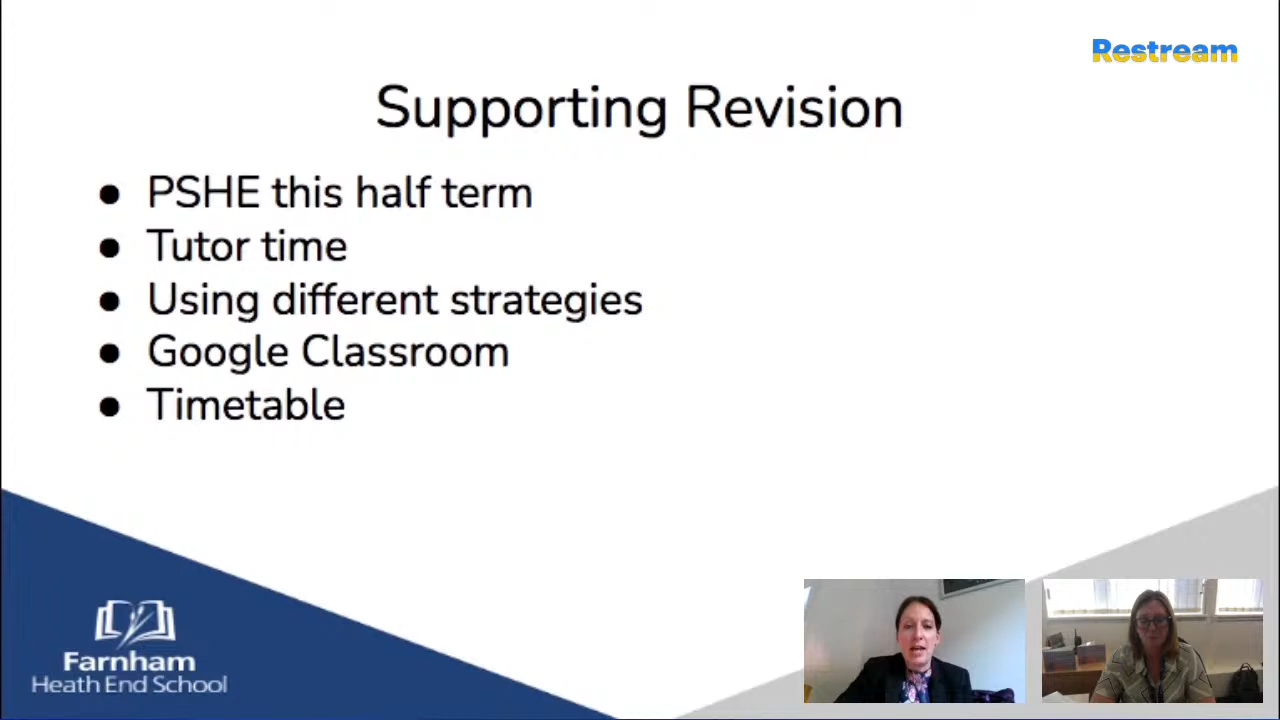 Restream
Supporting Revision
● PSHE this half term
● Tutor time
● Using different strategies
● Google Classroom
● Timetable
Farnham
Heath End School